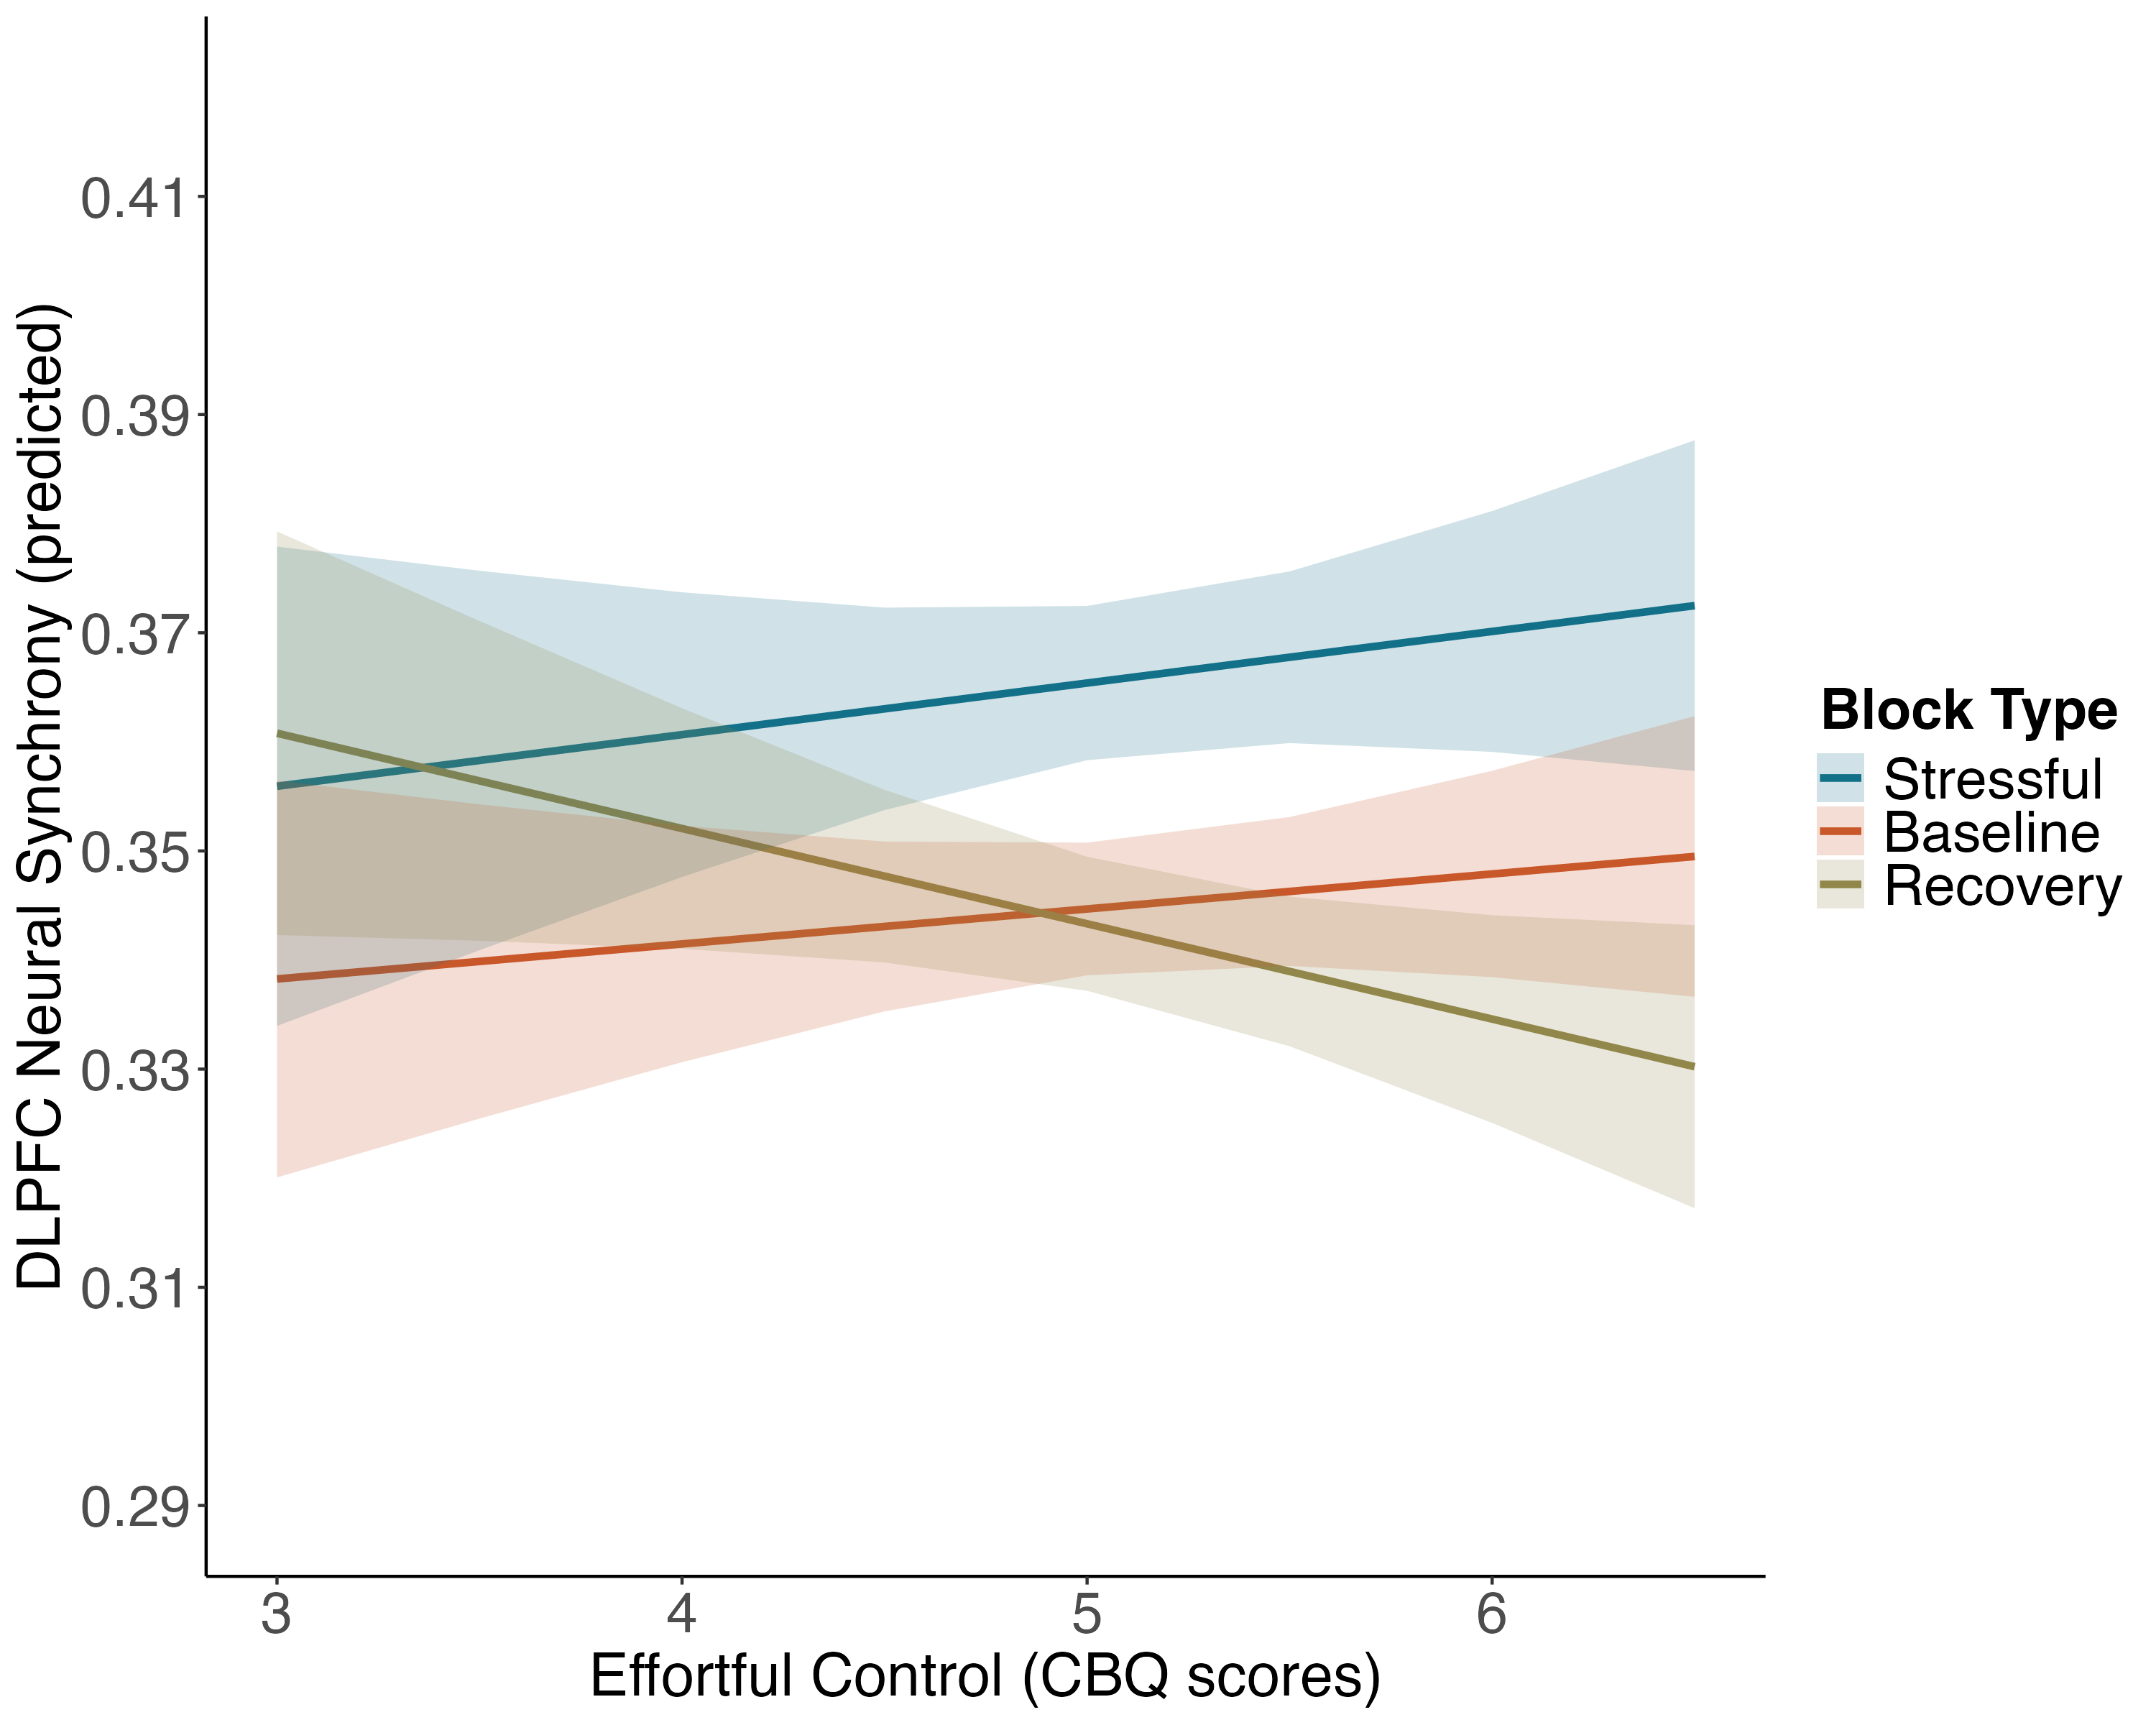 DLPFC Neural Synchrony (predicted)
0.41
0.39
0.37
0.35
0.33
0.31
0.29
3 4 5 6
Effortful Control (CBQ scores)
Block Type
Stressful
Baseline
Recovery